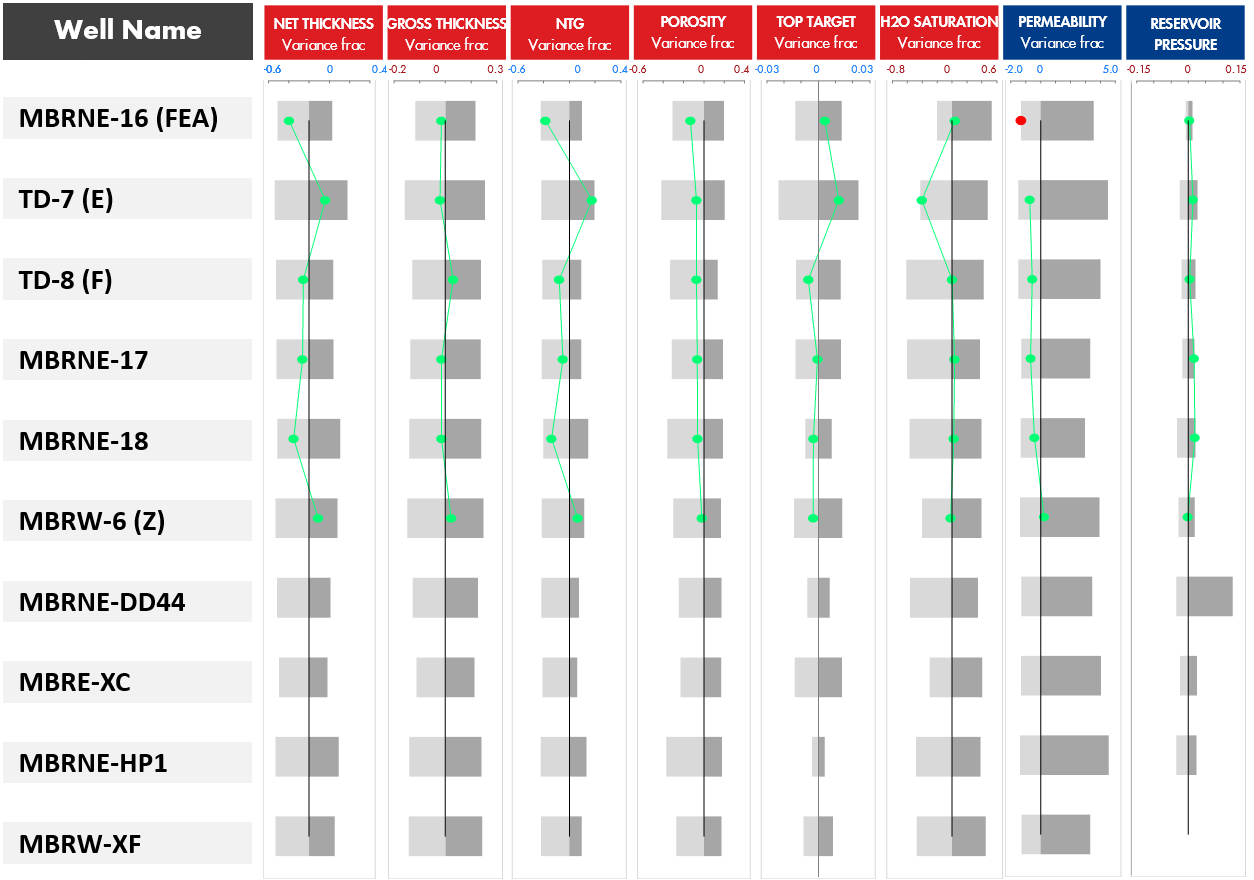 Well Name
NET THICKNESS
Variance frac
GROSS THICKNESS
Variance frac
NTG
Variance frac
POROSITY
Variance frac
TOP TARGET
Variance frac
H2O SATURATION
Variance frac
PERMEABILITY
Variance frac
RESERVOIR
PRESSURE
-0.6 0 0.4 -0.2 0 0.3 -0.6 0 0.4 -0.6 0 0.4 -0.03 0 0.03 -0.8 0 0.6 -2.0 0 5.0 -0.15 0 0.15
MBRNE-16 (FEA)
TD-7 (E)
TD-8 (F)
MBRNE-17
MBRNE-18
MBRW-6 (Z)
MBRNE-DD44
MBRE-XC
MBRNE-HP1
MBRW-XF